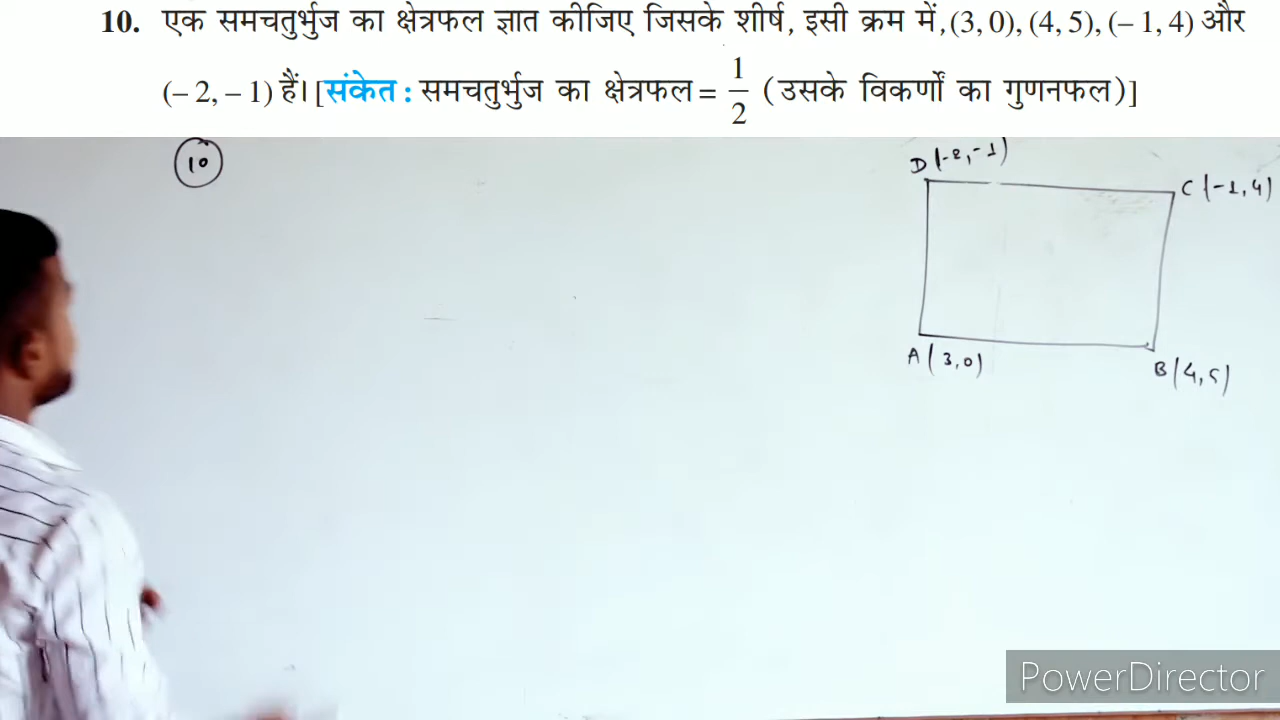 10. एक समचतुर्भुज का क्षेत्रफल ज्ञात कीजिए जिसके शीर्ष, इसी क्रम में, (3, 0), (4, 5), (– 1, 4) और
(– 2, – 1) हैं। [संकेत : समचतुर्भुज का क्षेत्रफल = 1/2 (उसके विकर्णों का गुणनफल)]
10
D (-2, -1)
C (-1, 4)
A (3, 0)
B (4, 5)
PowerDirector